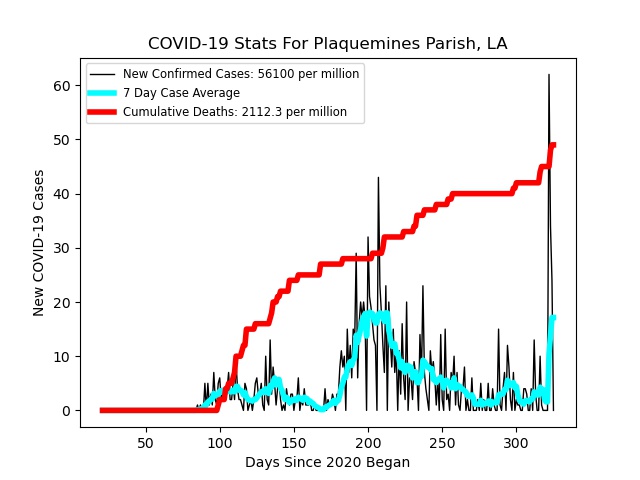 COVID-19 Stats For Plaquemines Parish, LA
New Confirmed Cases: 56100 per million
7 Day Case Average
Cumulative Deaths: 2112.3 per million
New COVID-19 Cases
60
50
40
30
20
10
0
50 100 150 200 250 300
Days Since 2020 Began